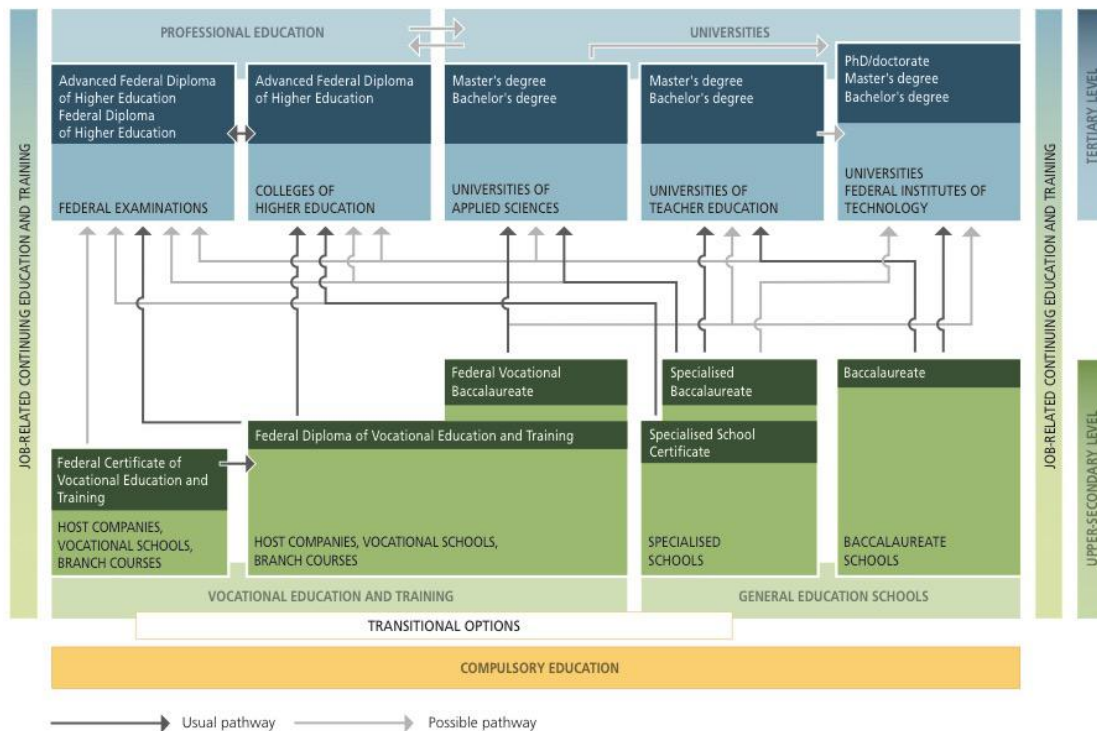 PROFESSIONAL EDUCATION
UNIVERSITIES
Advanced Federal Diploma
of Higher Education
Federal Diploma
of Higher Education
FEDERAL EXAMINATIONS
Advanced Federal Diploma
of Higher Education
COLLEGES OF
HIGHER EDUCATION
Master's degree
Bachelor's degree
UNIVERSITIES OF
APPLIED SCIENCES
Master's degree
Bachelor's degree
UNIVERSITIES OF
TEACHER EDUCATION
PhD/doctorate
Master's degree
Bachelor's degree
UNIVERSITIES
FEDERAL INSTITUTES OF
TECHNOLOGY
JOB-RELATED CONTINUING EDUCATION AND TRAINING
JOB-RELATED CONTINUING EDUCATION AND TRAINING
TERTIARY LEVEL
UPPER-SECONDARY LEVEL
Federal Vocational
Baccalaureate
Specialised
Baccalaureate
Baccalaureate
Federal Diploma of Vocational Education and Training
Specialised School
Certificate
Federal Certificate of
Vocational Education and
Training
HOST COMPANIES,
VOCATIONAL SCHOOLS,
BRANCH COURSES
HOST COMPANIES, VOCATIONAL SCHOOLS,
BRANCH COURSES
SPECIALISED
SCHOOLS
BACCALAUREATE
SCHOOLS
VOCATIONAL EDUCATION AND TRAINING
GENERAL EDUCATION SCHOOLS
TRANSITIONAL OPTIONS
COMPULSORY EDUCATION
Usual pathway
Possible pathway